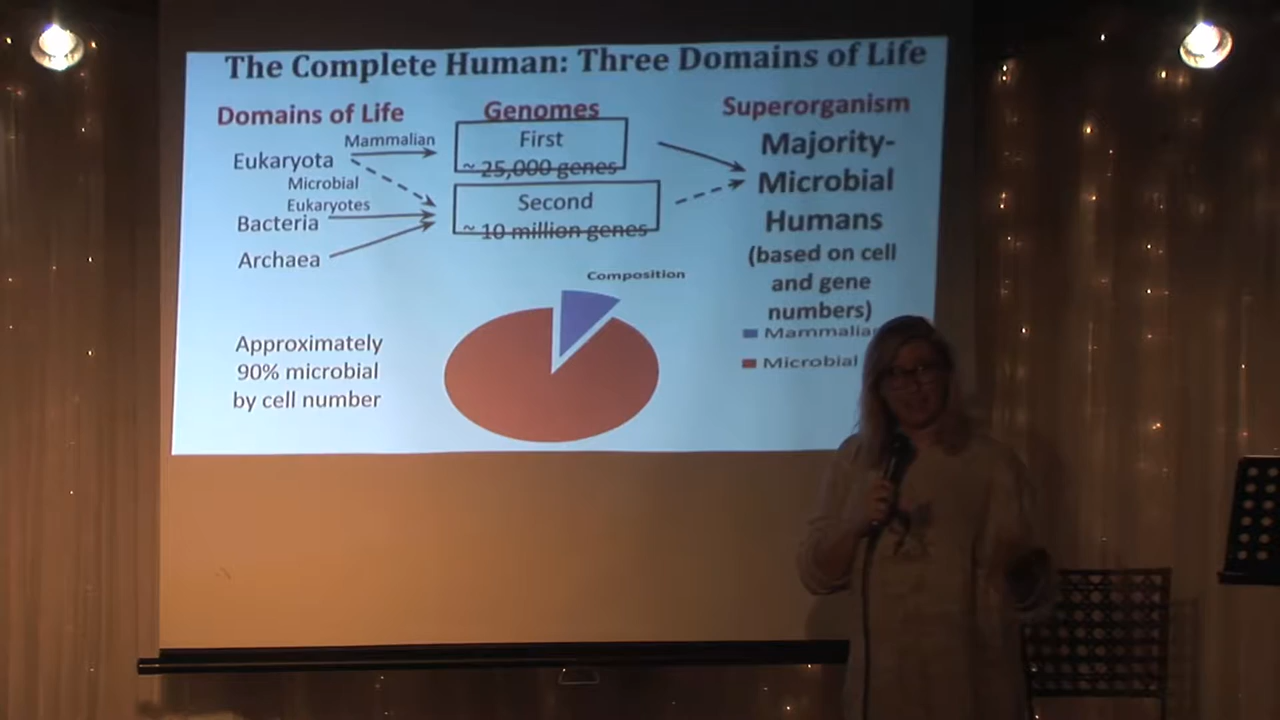 The Complete Human: Three Domains of Life
Domains of Life
Genomes
Superorganism
Mammalian
Eukaryota
Microbial
Eukaryotes
Bacteria
Archaea
First
~ 25,000 genes
Second
~ 10 million genes
Majority-
Microbial
Humans
(based on cell
and gene
numbers)
Composition
Mammalia
Microbial
Approximately
90% microbial
by cell number